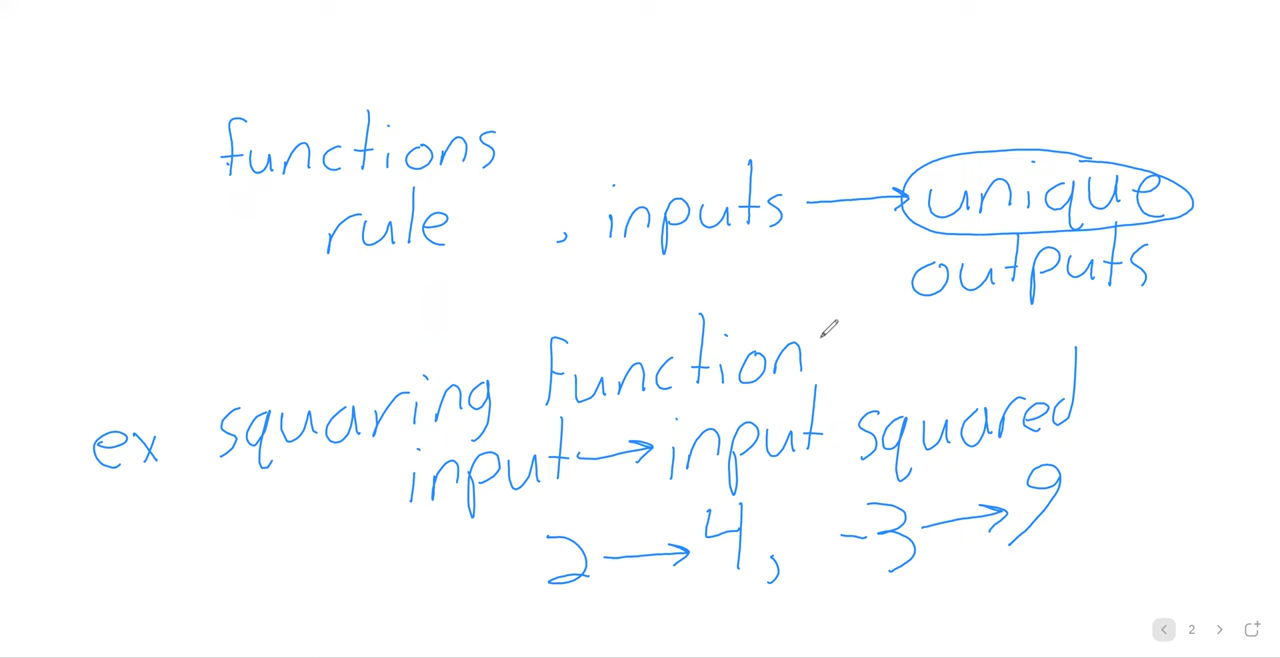 functions
rule , inputs → unique
outputs
ex squaring function
input → input squared
2 → 4, -3 → 9
2